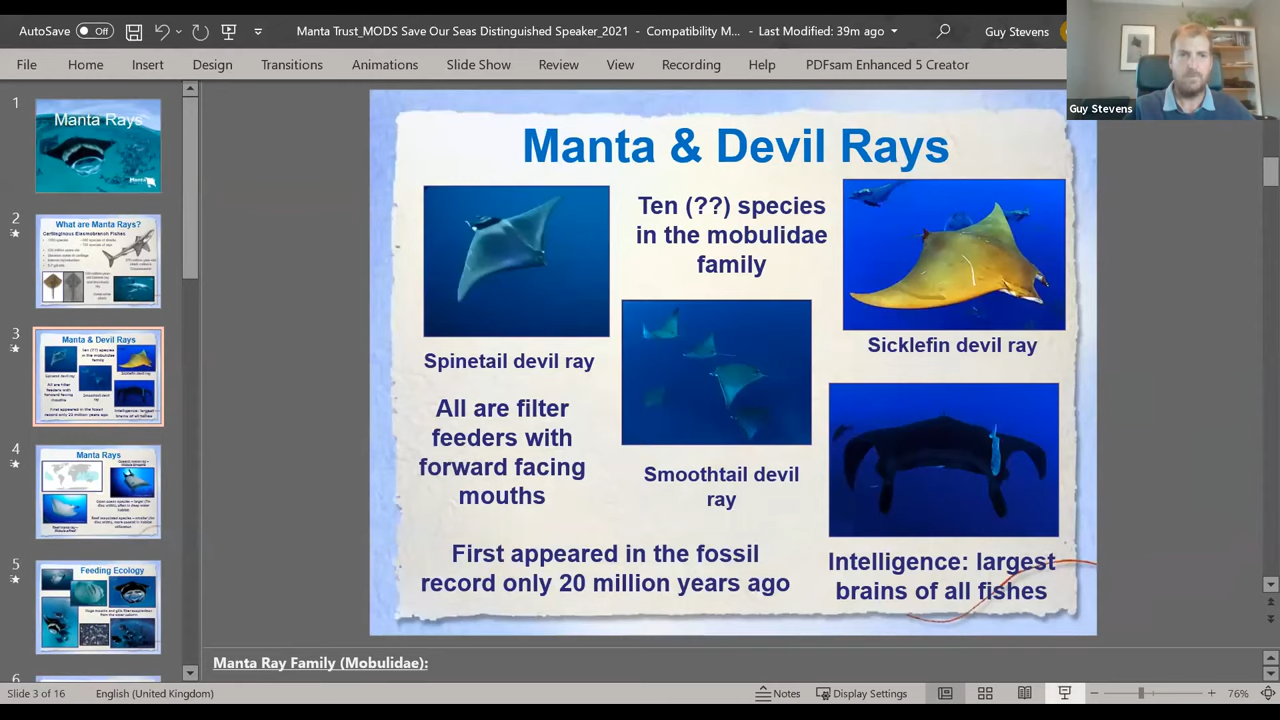 AutoSave
Off
Manta Trust_MODS Save Our Seas Distinguished Speaker_2021 - Compatibility M... - Last Modified: 39m ago
Guy Stevens
File Home Insert Design Transitions Animations Slide Show Review View Recording Help PDFsam Enhanced 5 Creator
Guy Stevens
1
Manta Rays
2
What are Manta Rays?
3
Manta & Devil Rays
4
Manta Rays
5
Feeding Ecology
6
Manta & Devil Rays
Ten (??) species
in the mobulidae
family
Spinetail devil ray
Sicklefin devil ray
All are filter
feeders with
forward facing
mouths
Smoothtail devil
ray
First appeared in the fossil
record only 20 million years ago
Intelligence: largest
brains of all fishes
Manta Ray Family (Mobulidae):
Slide 3 of 16 English (United Kingdom) Notes Display Settings 76%